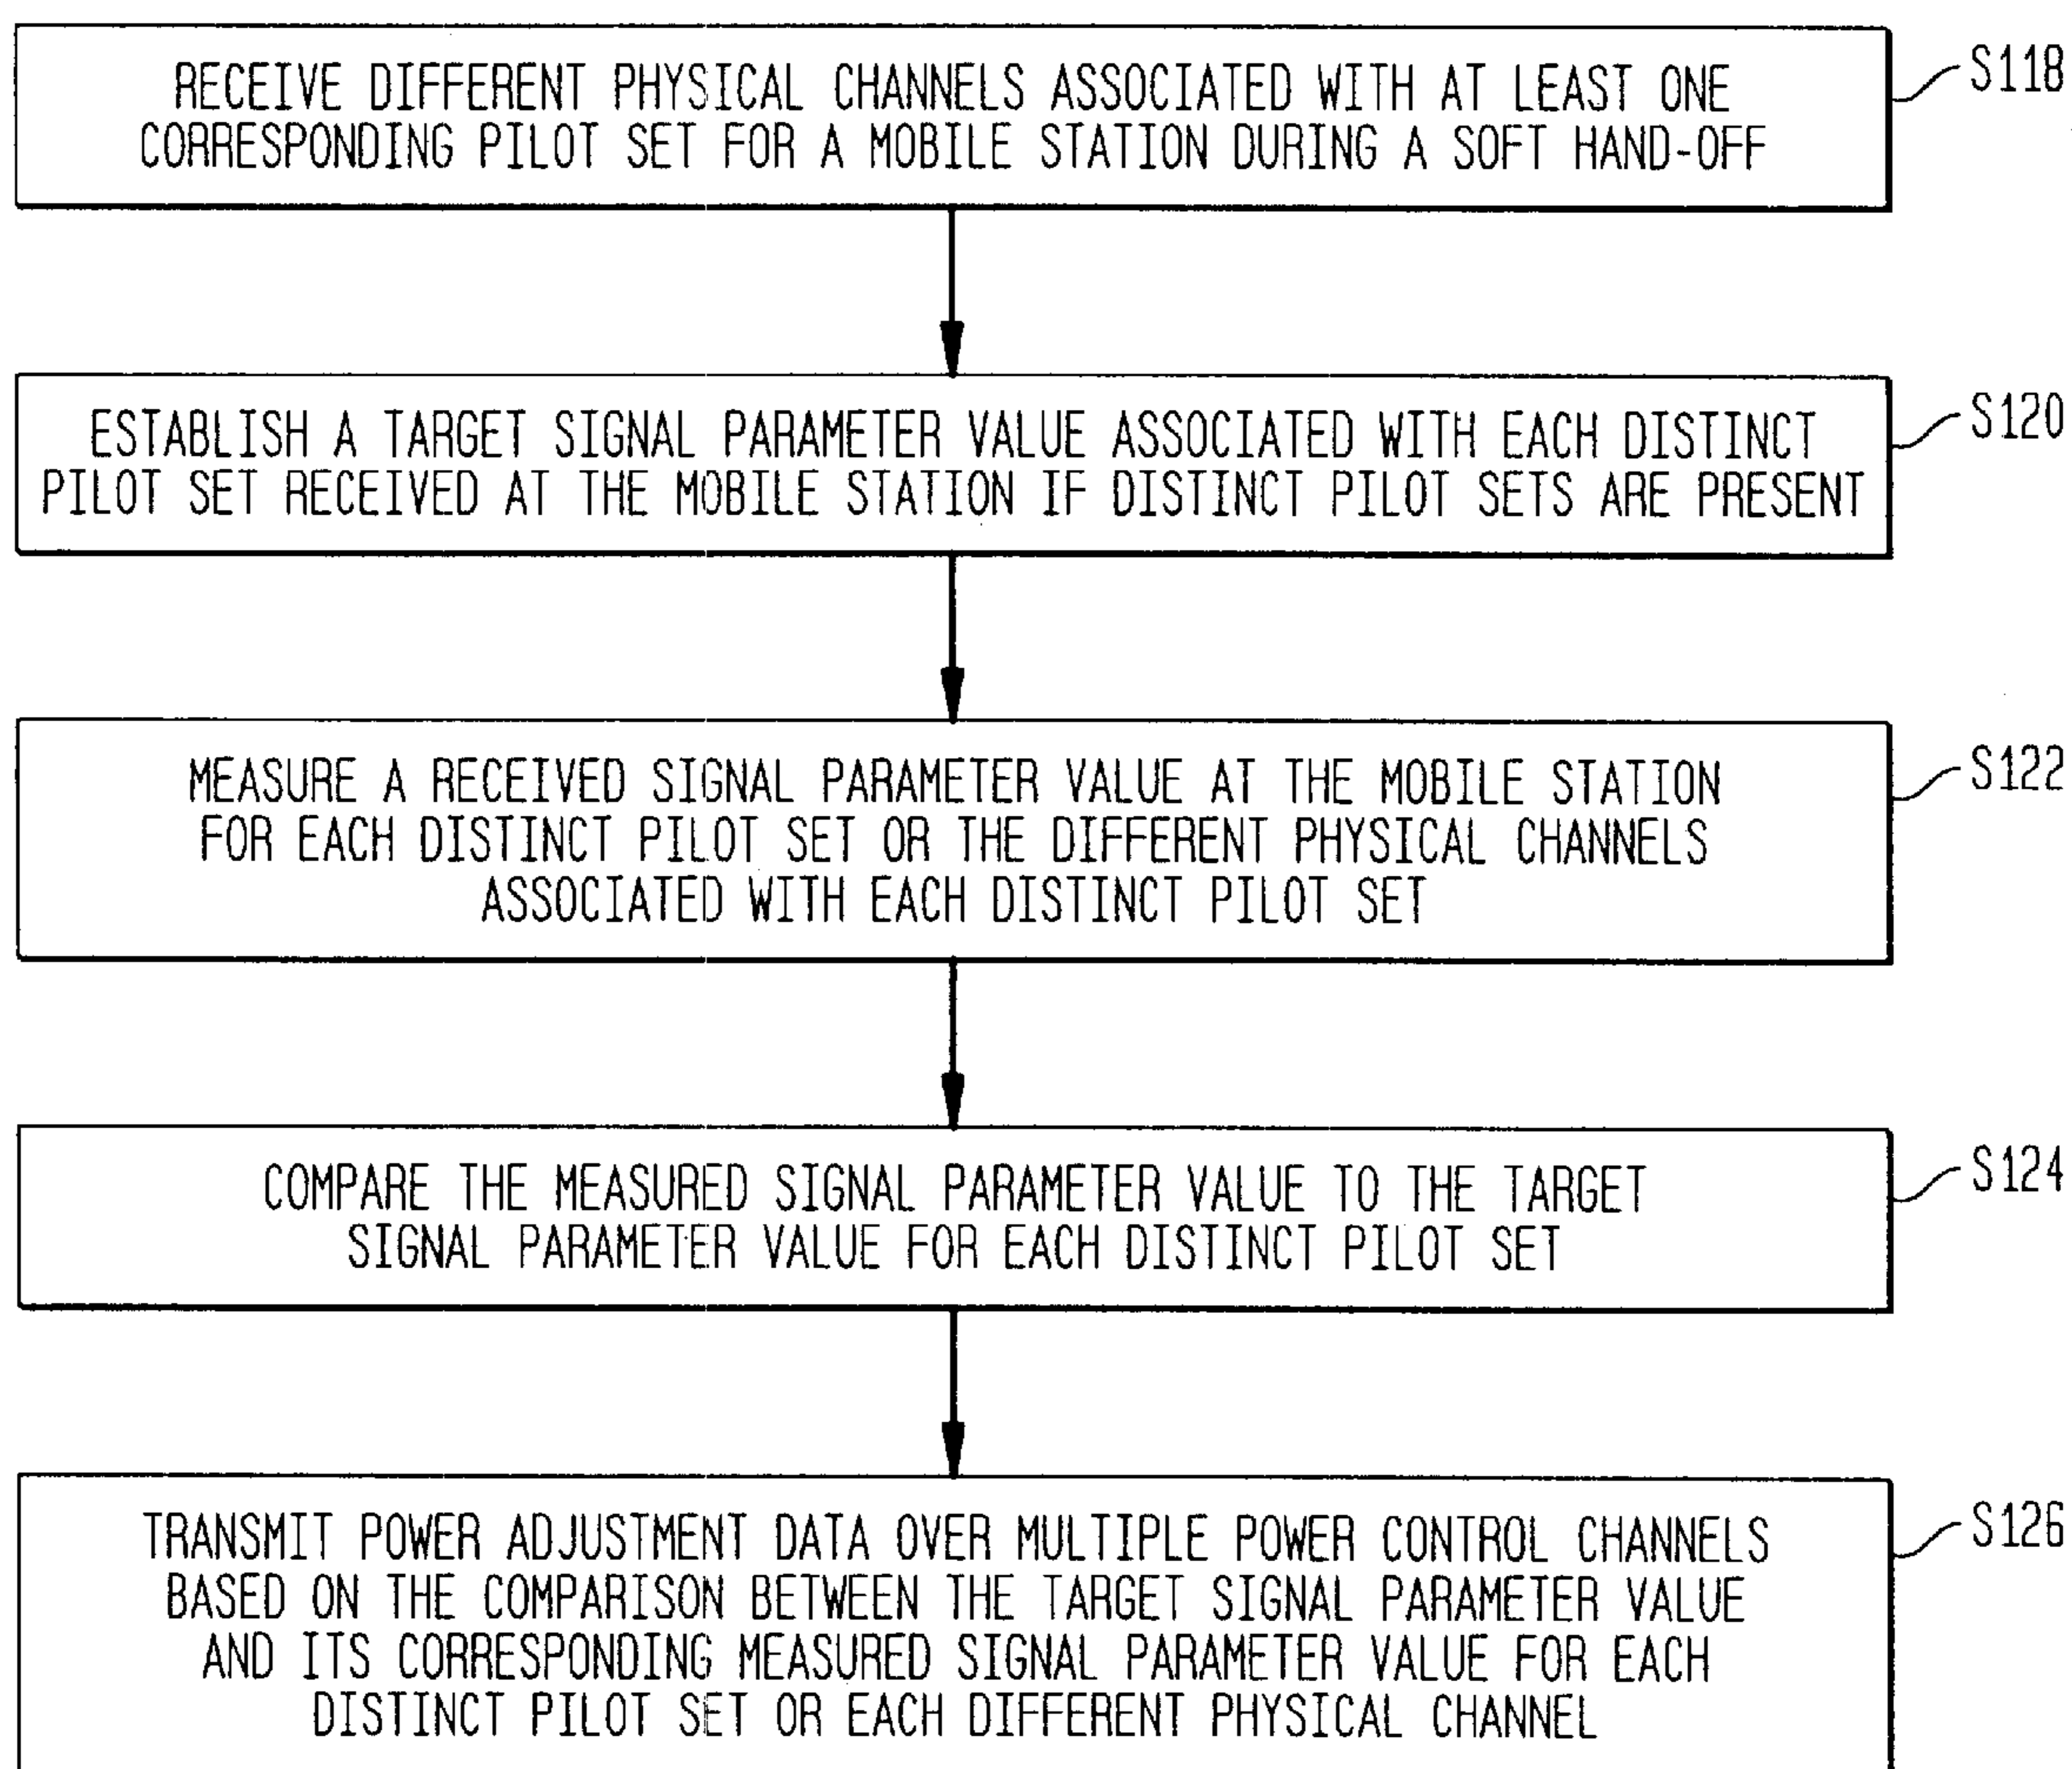 RECEIVE DIFFERENT PHYSICAL CHANNELS ASSOCIATED WITH AT LEAST ONE
CORRESPONDING PILOT SET FOR A MOBILE STATION DURING A SOFT HAND-OFF
S118
ESTABLISH A TARGET SIGNAL PARAMETER VALUE ASSOCIATED WITH EACH DISTINCT
PILOT SET RECEIVED AT THE MOBILE STATION IF DISTINCT PILOT SETS ARE PRESENT
S120
MEASURE A RECEIVED SIGNAL PARAMETER VALUE AT THE MOBILE STATION
FOR EACH DISTINCT PILOT SET OR THE DIFFERENT PHYSICAL CHANNELS
ASSOCIATED WITH EACH DISTINCT PILOT SET
S122
COMPARE THE MEASURED SIGNAL PARAMETER VALUE TO THE TARGET
SIGNAL PARAMETER VALUE FOR EACH DISTINCT PILOT SET
S124
TRANSMIT POWER ADJUSTMENT DATA OVER MULTIPLE POWER CONTROL CHANNELS
BASED ON THE COMPARISON BETWEEN THE TARGET SIGNAL PARAMETER VALUE
AND ITS CORRESPONDING MEASURED SIGNAL PARAMETER VALUE FOR EACH
DISTINCT PILOT SET OR EACH DIFFERENT PHYSICAL CHANNEL
S126